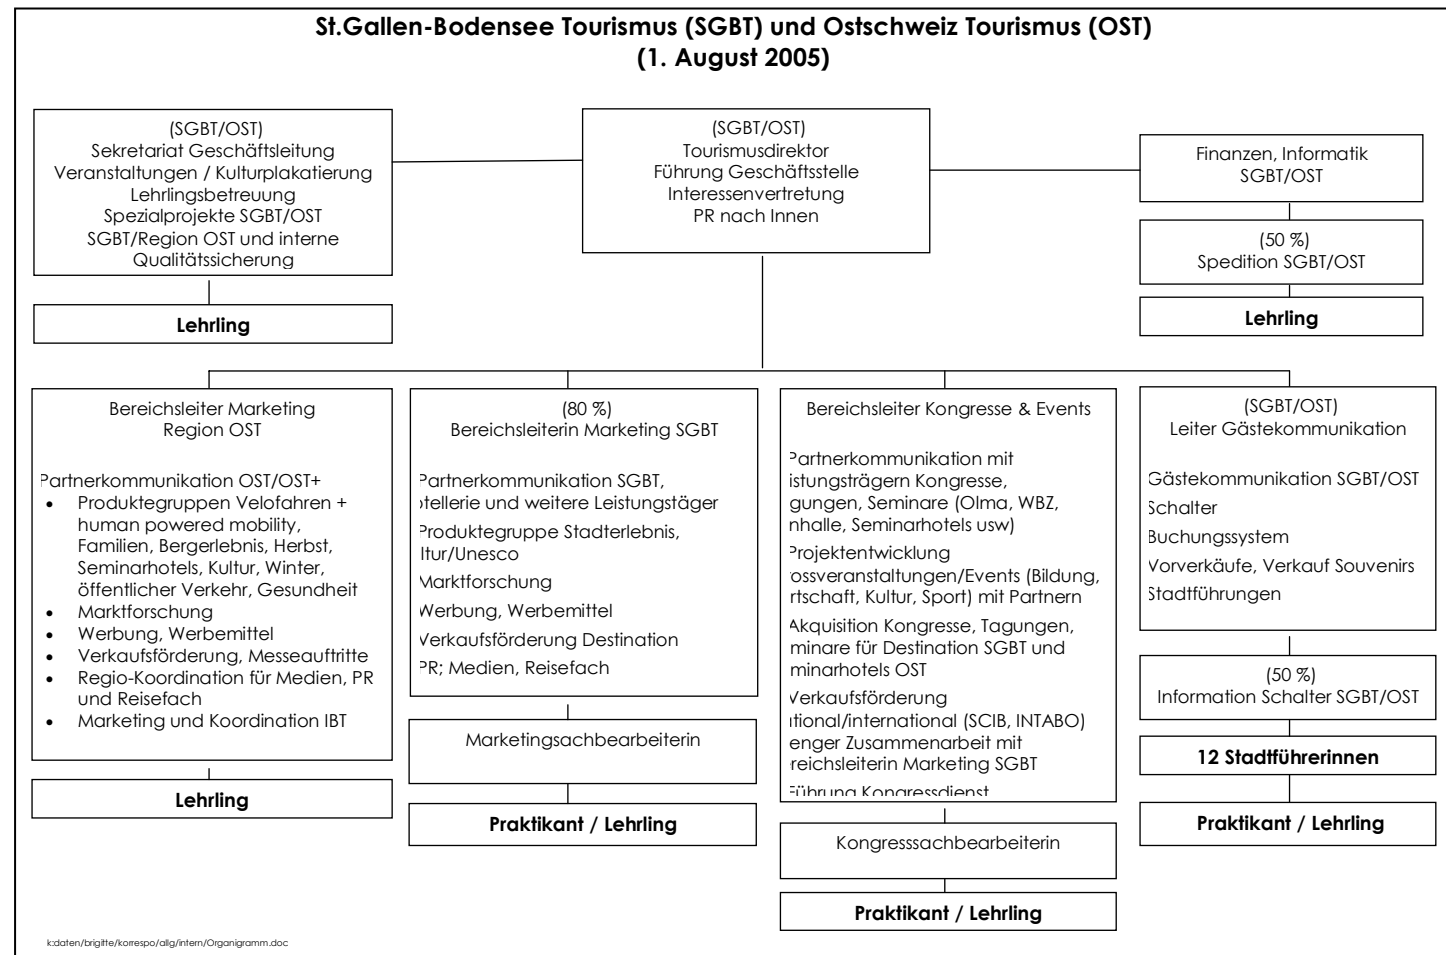 St.Gallen-Bodensee Tourismus (SGBT) und Ostschweiz Tourismus (OST)
(1. August 2005)
(SGBT/OST)
Sekretariat Geschäftsleitung
Veranstaltungen / Kulturplakatierung
Lehrlingsbetreuung
Spezialprojekte SGBT/OST
SGBT/Region OST und interne
Qualitätssicherung
Lehrling
(SGBT/OST)
Tourismusdirektor
Führung Geschäftsstelle
Interessenvertretung
PR nach Innen
Finanzen, Informatik
SGBT/OST
(50 %)
Spedition SGBT/OST
Lehrling
Bereichsleiter Marketing
Region OST
Partnerkommunikation OST/OST+
• Produktegruppen Velofahren +
human powered mobility,
Familien, Bergerlebnis, Herbst,
Seminarhotels, Kultur, Winter,
öffentlicher Verkehr, Gesundheit
• Marktforschung
• Werbung, Werbemittel
• Verkaufsförderung, Messeauftritte
• Regio-Koordination für Medien, PR
und Reisefach
• Marketing und Koordination IBT
Lehrling
(80 %)
Bereichsleiterin Marketing SGBT
Partnerkommunikation SGBT,
otellerie und weitere Leistungstäger
Produktegruppe Stadterlebnis,
ltur/Unesco
Marktforschung
Werbung, Werbemittel
Verkaufsförderung Destination
PR; Medien, Reisefach
Marketingsachbearbeiterin
Praktikant / Lehrling
Bereichsleiter Kongresse & Events
Partnerkommunikation mit
istungsträgern Kongresse,
gungen, Seminare (Olma, WBZ,
nhalle, Seminarhotels usw)
Projektentwicklung
ossveranstaltungen/Events (Bildung,
rtschaft, Kultur, Sport) mit Partnern
Akquisition Kongresse, Tagungen,
minare für Destination SGBT und
minarhotels OST
Verkaufsförderung
ational/international (SCIB, INTABO)
enger Zusammenarbeit mit
reichsleiterin Marketing SGBT
Führung Kongressdienst
Kongresssachbearbeiterin
Praktikant / Lehrling
(SGBT/OST)
Leiter Gästekommunikation
Gästekommunikation SGBT/OST
Schalter
Buchungssystem
Vorverkäufe, Verkauf Souvenirs
Stadtführungen
(50 %)
Information Schalter SGBT/OST
12 Stadtführerinnen
Praktikant / Lehrling
k:daten/brigitte/korrespo/allg/intern/Organigramm.doc